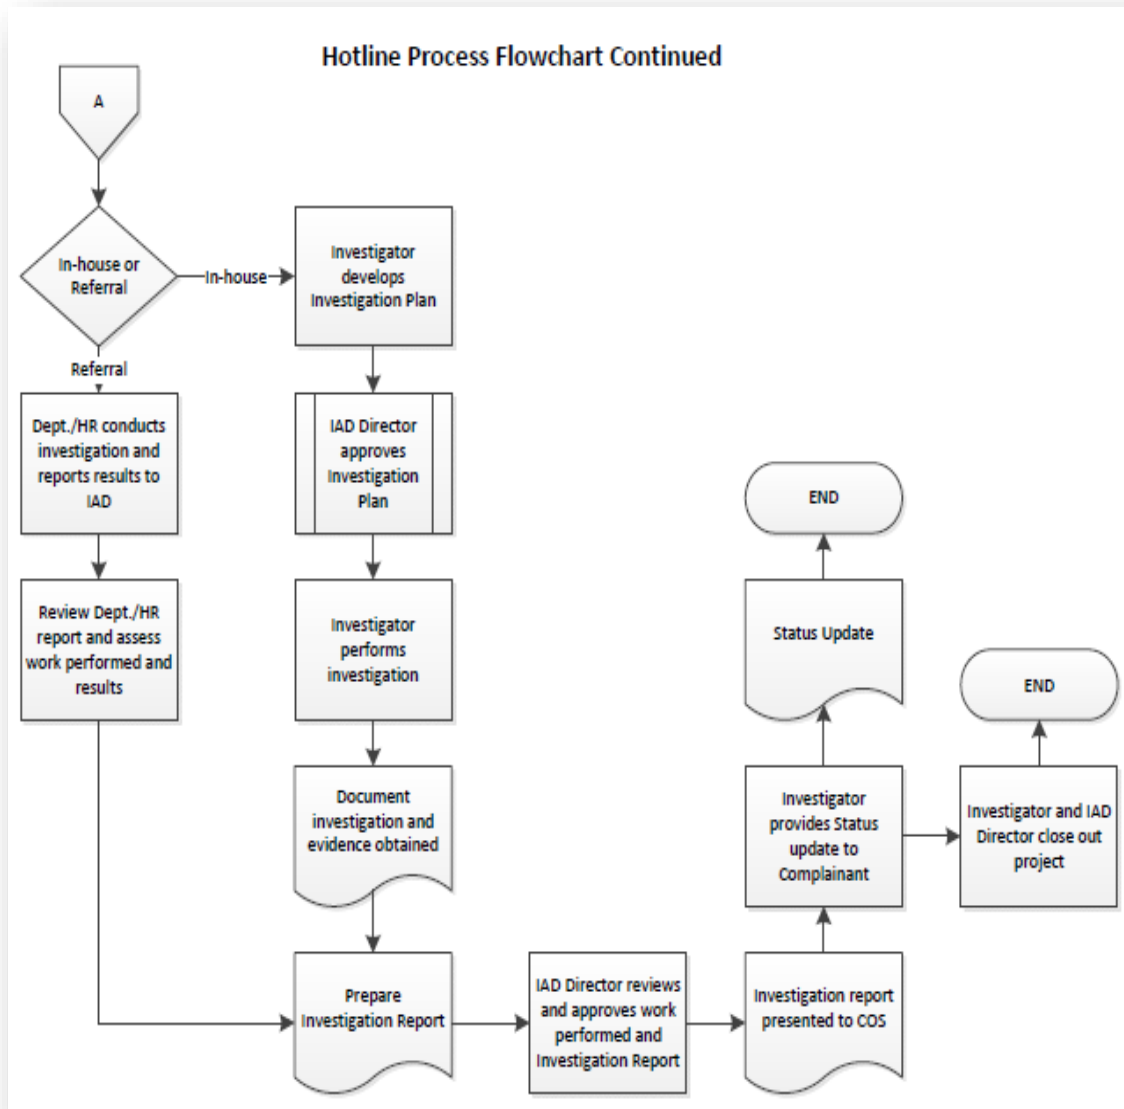 Hotline Process Flowchart Continued
A
In-house or
Referral
In-house
Investigator
develops
Investigation Plan
Referral
Dept./HR conducts
investigation and
reports results to
IAD
IAD Director
approves
Investigation
Plan
Review Dept./HR
report and assess
work performed and
results
Investigator
performs
investigation
Document
investigation and
evidence obtained
Prepare
Investigation Report
IAD Director reviews
and approves work
performed and
Investigation Report
Investigation report
presented to COS
Investigator
provides Status
update to
Complainant
Status Update
END
Investigator and IAD
Director close out
project
END